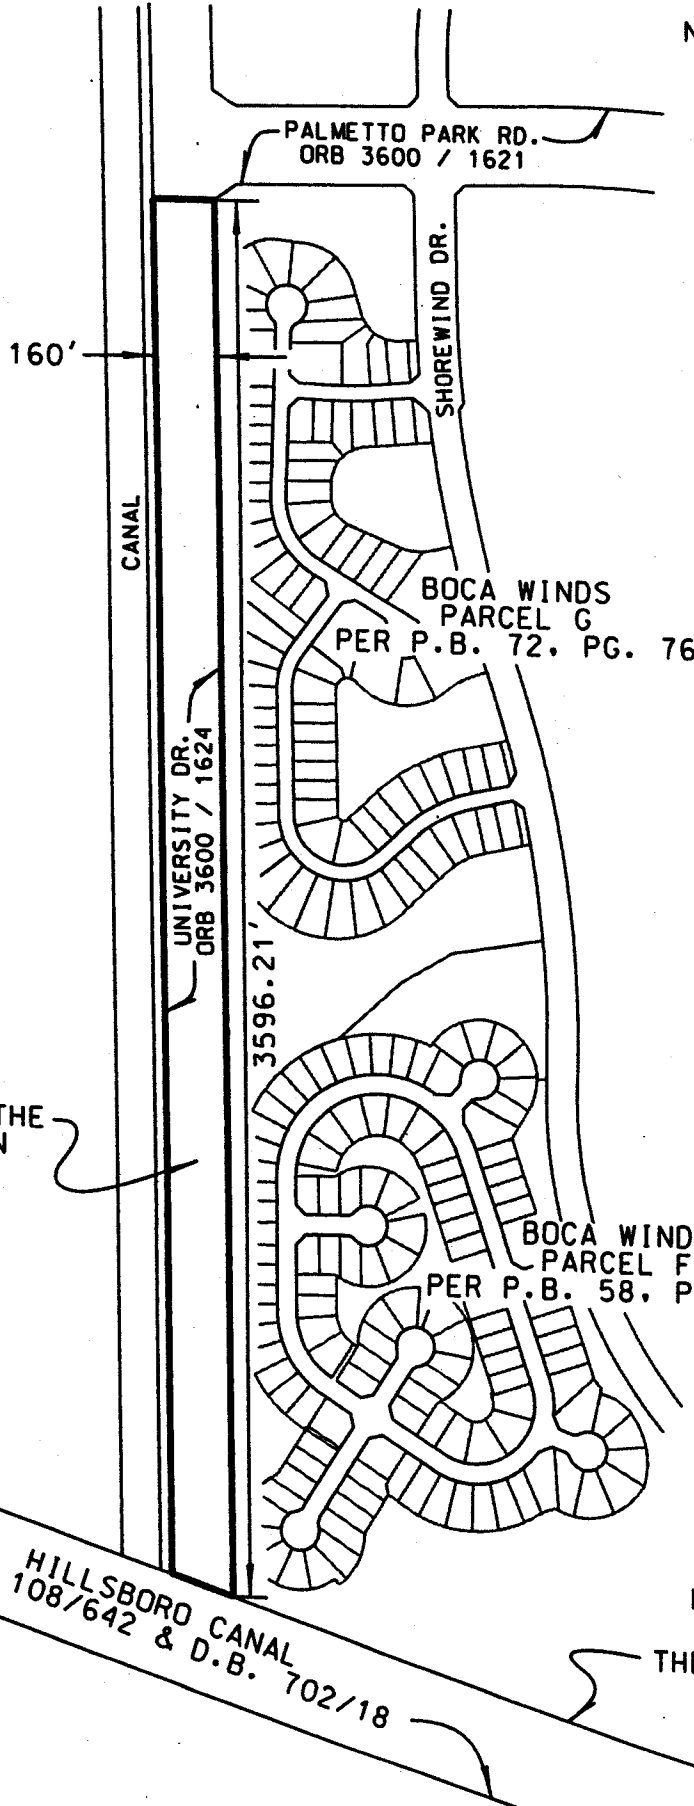 PALMETTO PARK RD.
ORB 3600 / 1621
SHOREWIND DR.
160'
CANAL
BOCA WINDS
PARCEL G
PER P.B. 72, PG. 76
UNIVERSITY DR.
ORB 3600 / 1624
3596.21'
THE
N
BOCA WIND
PARCEL F
PER P.B. 58, P
HILLSBORO CANAL
108/642 & D.B. 702/18
THE